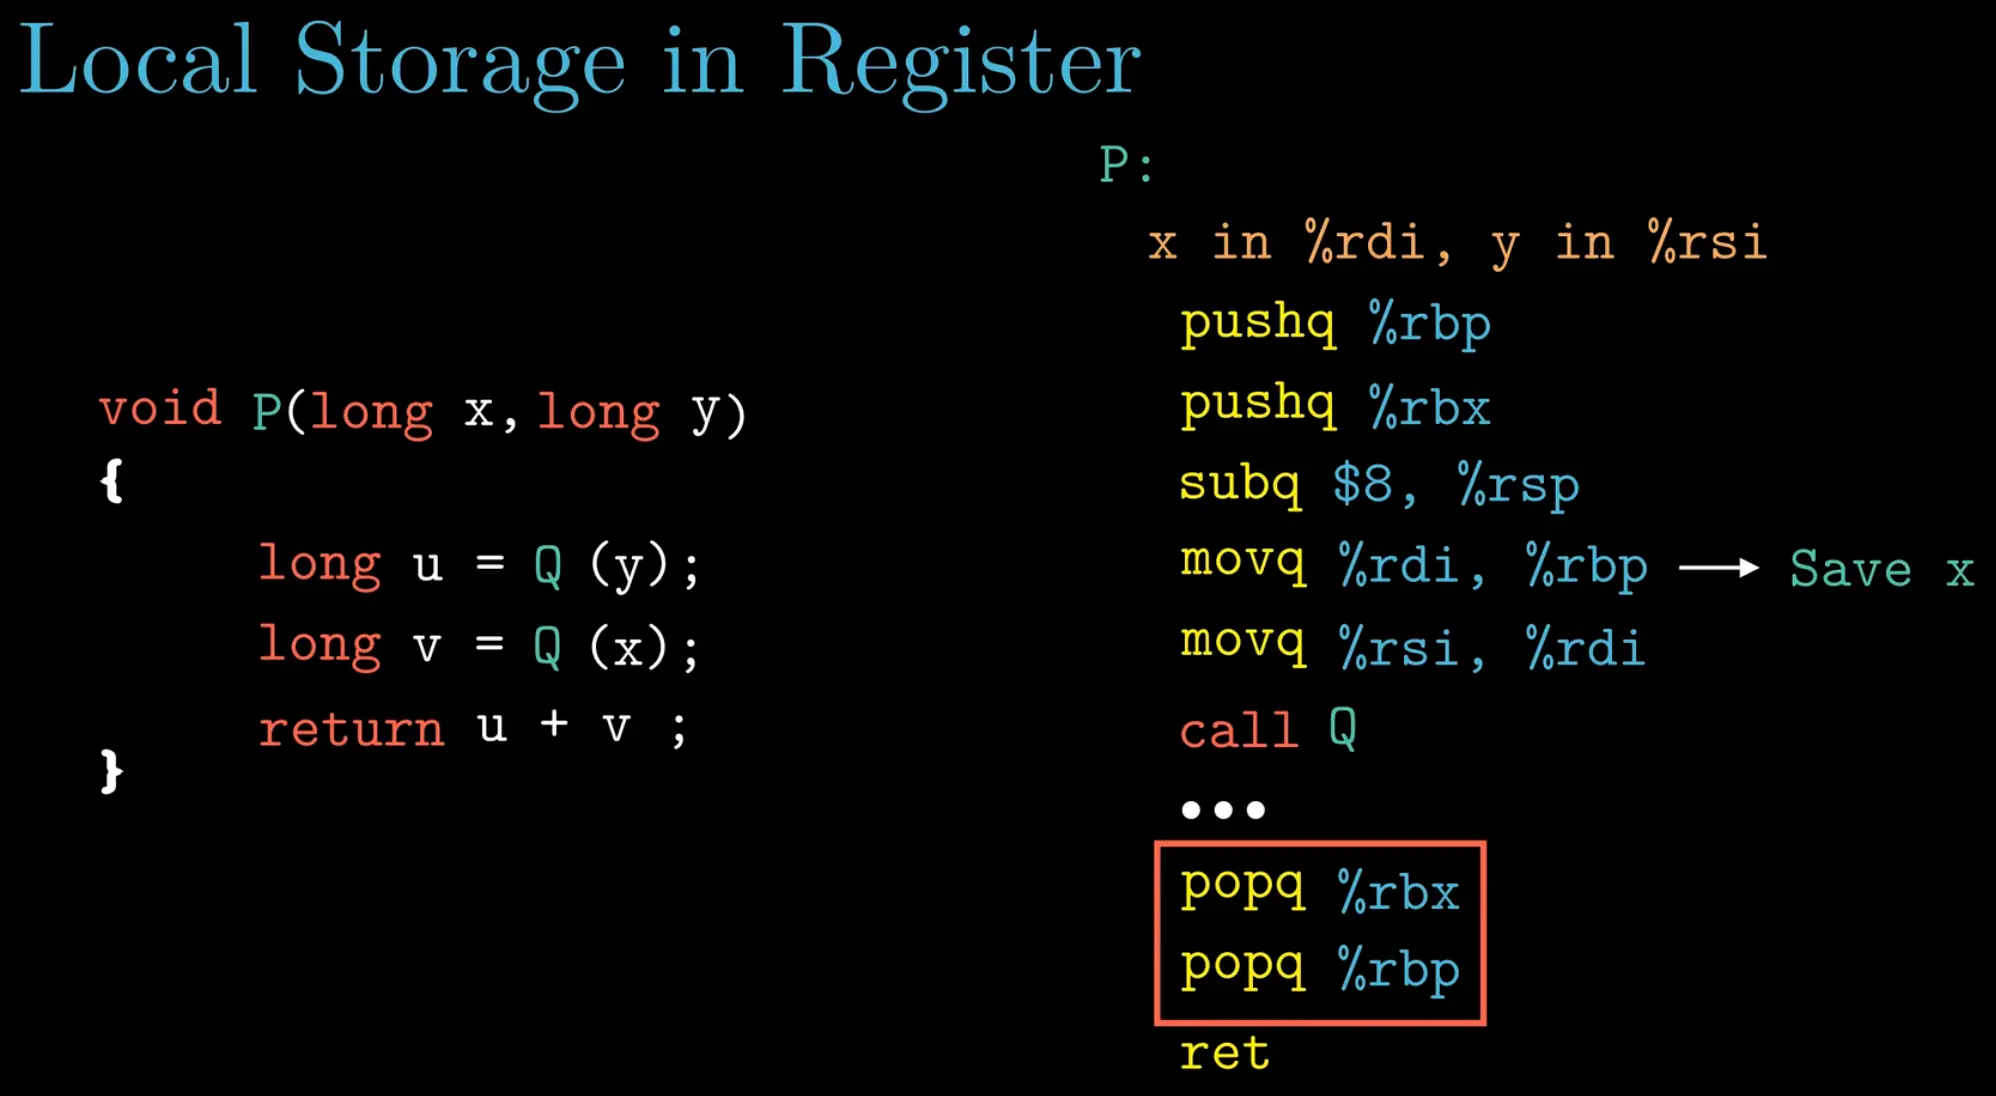 Local Storage in Register
void P(long x, long y)
{
long u = Q (y);
long v = Q (x);
return u + v ;
}
P:
x in %rdi, y in %rsi
pushq %rbp
pushq %rbx
subq $8, %rsp
movq %rdi, %rbp → Save x
movq %rsi, %rdi
call Q
•••
popq %rbx
popq %rbp
ret